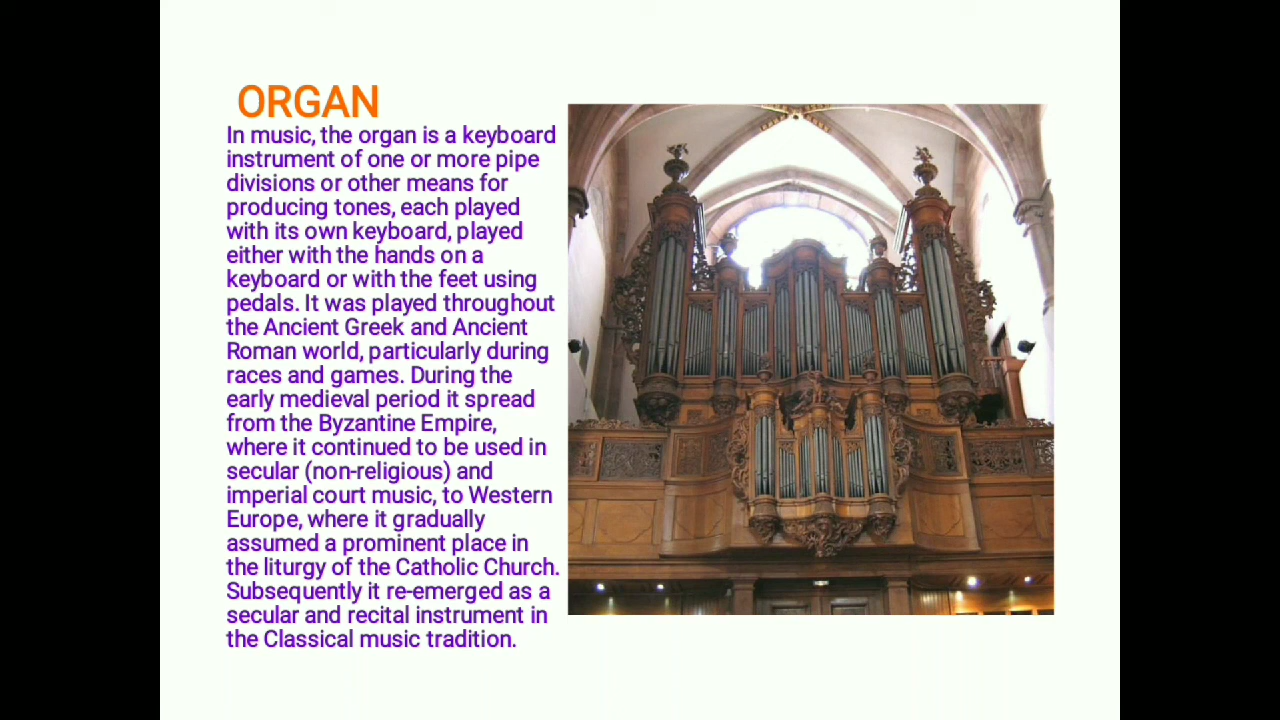 ORGAN
In music, the organ is a keyboard
instrument of one or more pipe
divisions or other means for
producing tones, each played
with its own keyboard, played
either with the hands on a
keyboard or with the feet using
pedals. It was played throughout
the Ancient Greek and Ancient
Roman world, particularly during
races and games. During the
early medieval period it spread
from the Byzantine Empire,
where it continued to be used in
secular (non-religious) and
imperial court music, to Western
Europe, where it gradually
assumed a prominent place in
the liturgy of the Catholic Church.
Subsequently it re-emerged as a
secular and recital instrument in
the Classical music tradition.